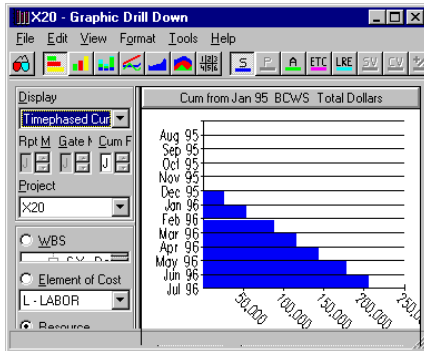 X20 - Graphic Drill Down
File Edit View Format Tools Help
S P A ETC LRE SV CV
Display
Timephased Cur
Rpt M Gate M Cum F
J J J
Project
X20
WBS
Element of Cost
L - LABOR
Resource
Cum from Jan 95 BCWS Total Dollars
Aug 95
Sep 95
Oct 95
Nov 95
Dec 95
Jan 96
Feb 96
Mar 96
Apr 96
May 96
Jun 96
Jul 96
50,000
100,000
150,000
200,000
250,